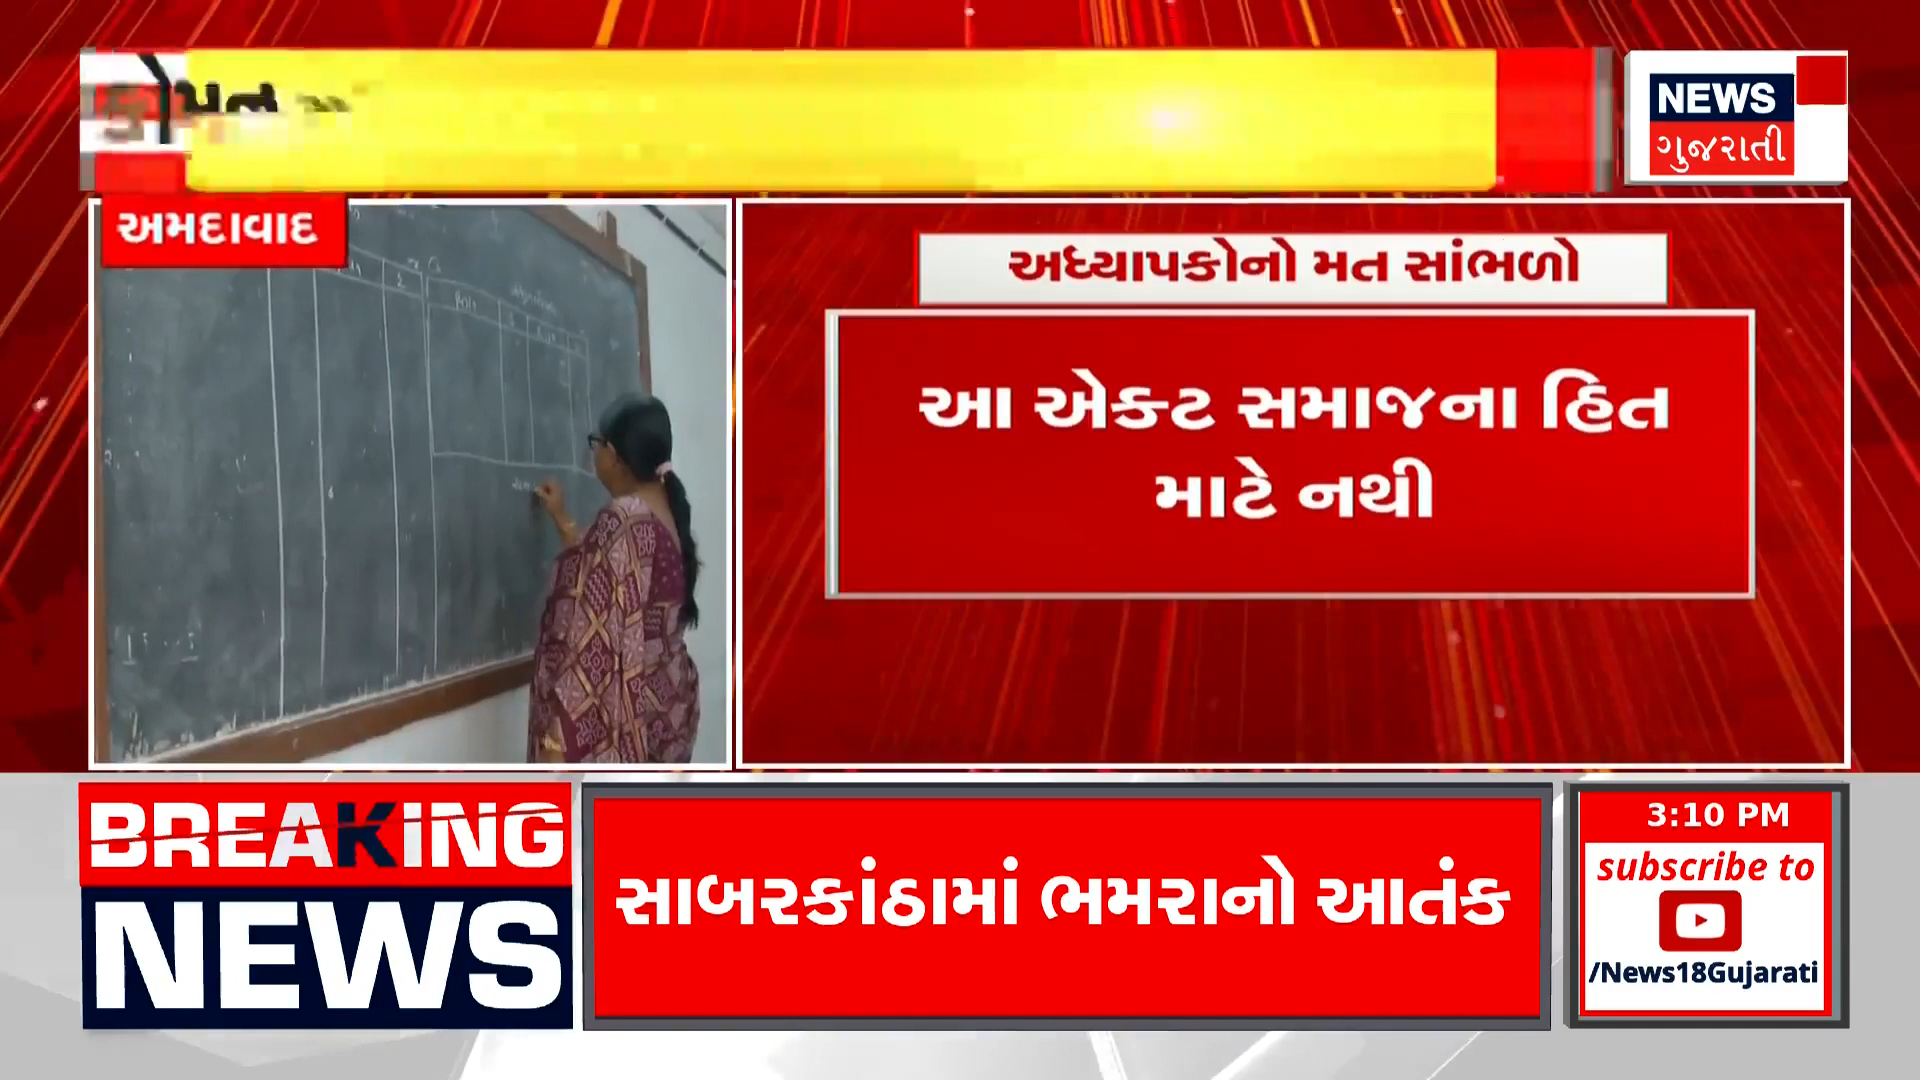 NEWS
ગુજરાતી
અમદાવાદ
અધ્યાપકોનો મત સાંભળો
આ એક્ટ સમાજના હિત
માટે નથી
BREAKING
NEWS
સાબરકાંઠામાં ભમરાનો આતંક
3:10 PM
subscribe to
/News18Gujarati